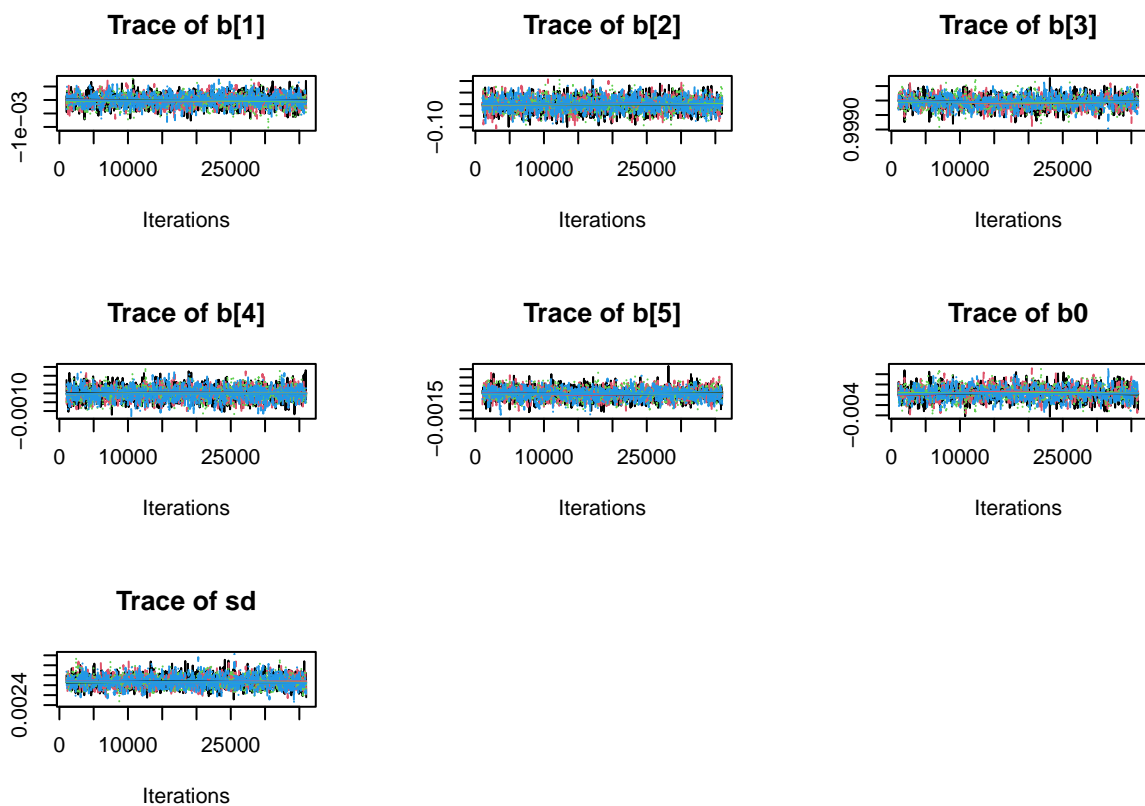 Trace of b[1]
−1e−03
0 10000 25000
Iterations
Trace of b[2]
−0.10
0 10000 25000
Iterations
Trace of b[3]
0.9990
0 10000 25000
Iterations
Trace of b[4]
−0.0010
0 10000 25000
Iterations
Trace of b[5]
−0.0015
0 10000 25000
Iterations
Trace of b0
−0.004
0 10000 25000
Iterations
Trace of sd
0.0024
0 10000 25000
Iterations